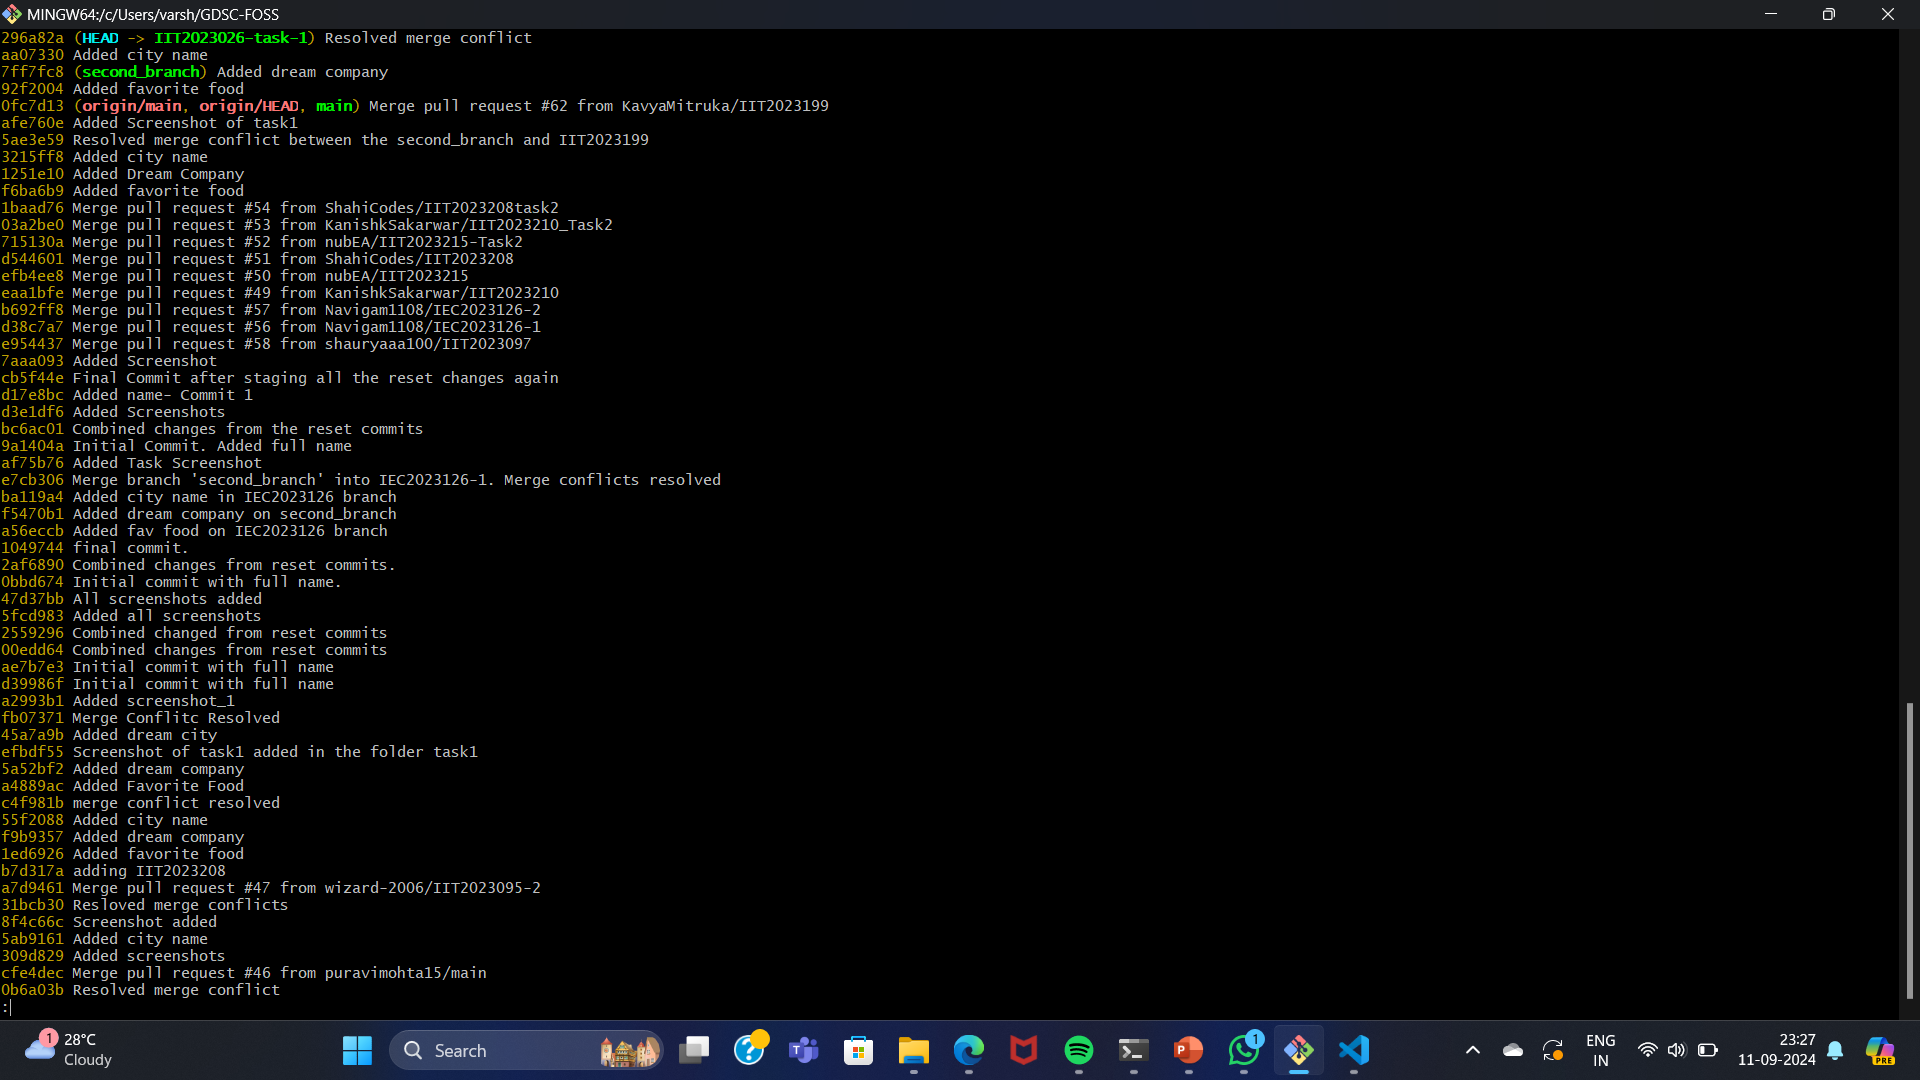 MINGW64:/c/Users/varsh/GDSC-FOSS
296a82a (HEAD -> IIT2023026-task-1) Resolved merge conflict
aa07330 Added city name
7ff7fc8 (second_branch) Added dream company
92f2004 Added favorite food
0fc7d13 (origin/main, origin/HEAD, main) Merge pull request #62 from KavyaMitruka/IIT2023199
afe760e Added Screenshot of task1
5ae3e59 Resolved merge conflict between the second_branch and IIT2023199
3215ff8 Added city name
1251e10 Added Dream Company
f6ba6b9 Added favorite food
1baad76 Merge pull request #54 from ShahiCodes/IIT2023208task2
03a2be0 Merge pull request #53 from KanishkSakarwar/IIT2023210_Task2
715130a Merge pull request #52 from nubEA/IIT2023215-Task2
d544601 Merge pull request #51 from ShahiCodes/IIT2023208
efb4ee8 Merge pull request #50 from nubEA/IIT2023215
eaa1bfe Merge pull request #49 from KanishkSakarwar/IIT2023210
b692ff8 Merge pull request #57 from Navigam1108/IEC2023126-2
d38c7a7 Merge pull request #56 from Navigam1108/IEC2023126-1
e954437 Merge pull request #58 from shauryaaa100/IIT2023097
7aaa093 Added Screenshot
cb5f44e Final Commit after staging all the reset changes again
d17e8bc Added name- Commit 1
d3e1df6 Added Screenshots
bc6ac01 Combined changes from the reset commits
9a1404a Initial Commit. Added full name
af75b76 Added Task Screenshot
e7cb306 Merge branch 'second_branch' into IEC2023126-1. Merge conflicts resolved
ba119a4 Added city name in IEC2023126 branch
f5470b1 Added dream company on second_branch
a56eccb Added fav food on IEC2023126 branch
1049744 final commit.
2af6890 Combined changes from reset commits.
0bbd674 Initial commit with full name.
47d37bb All screenshots added
5fcd983 Added all screenshots
2559296 Combined changed from reset commits
00edd64 Combined changes from reset commits
ae7b7e3 Initial commit with full name
d39986f Initial commit with full name
a2993b1 Added screenshot_1
fb07371 Merge Conflitc Resolved
45a7a9b Added dream city
efbdf55 Screenshot of task1 added in the folder task1
5a52bf2 Added dream company
a4889ac Added Favorite Food
c4f981b merge conflict resolved
55f2088 Added city name
f9b9357 Added dream company
1ed6926 Added favorite food
b7d317a adding IIT2023208
a7d9461 Merge pull request #47 from wizard-2006/IIT2023095-2
31bcb30 Resloved merge conflicts
8f4c66c Screenshot added
5ab9161 Added city name
309d829 Added screenshots
cfe4dec Merge pull request #46 from puravimohta15/main
0b6a03b Resolved merge conflict
:
1
28°C
Cloudy
Search
1
ENG
IN
23:27
11-09-2024
PRE